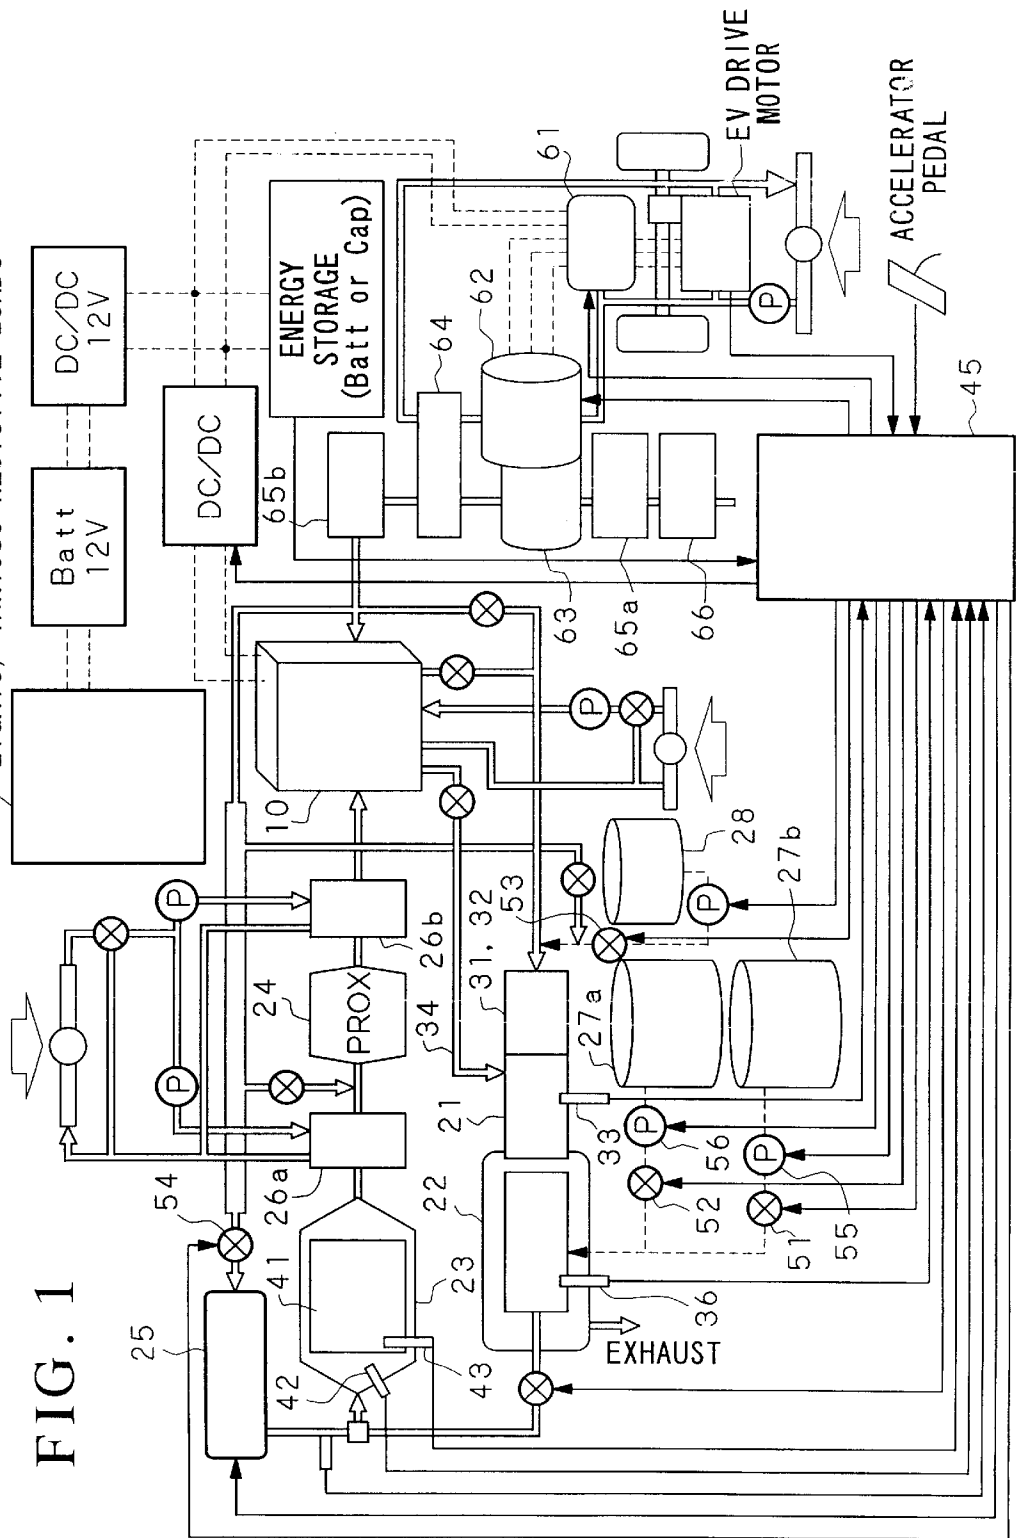 FIG. 1
DC/DC
12V
Batt
12V
DC/DC
ENERGY
STORAGE
(Batt or Cap)
65b
64
62
61
EV DRIVE
MOTOR
ACCELERATOR
PEDAL
P
45
63
65a
66
10
P
P
26b
24
PROX
34
31, 32
53
28
P
27b
27a
P
26a
54
25
41
42
43
23
22
21
33
P
56
52
P
55
51
36
EXHAUST